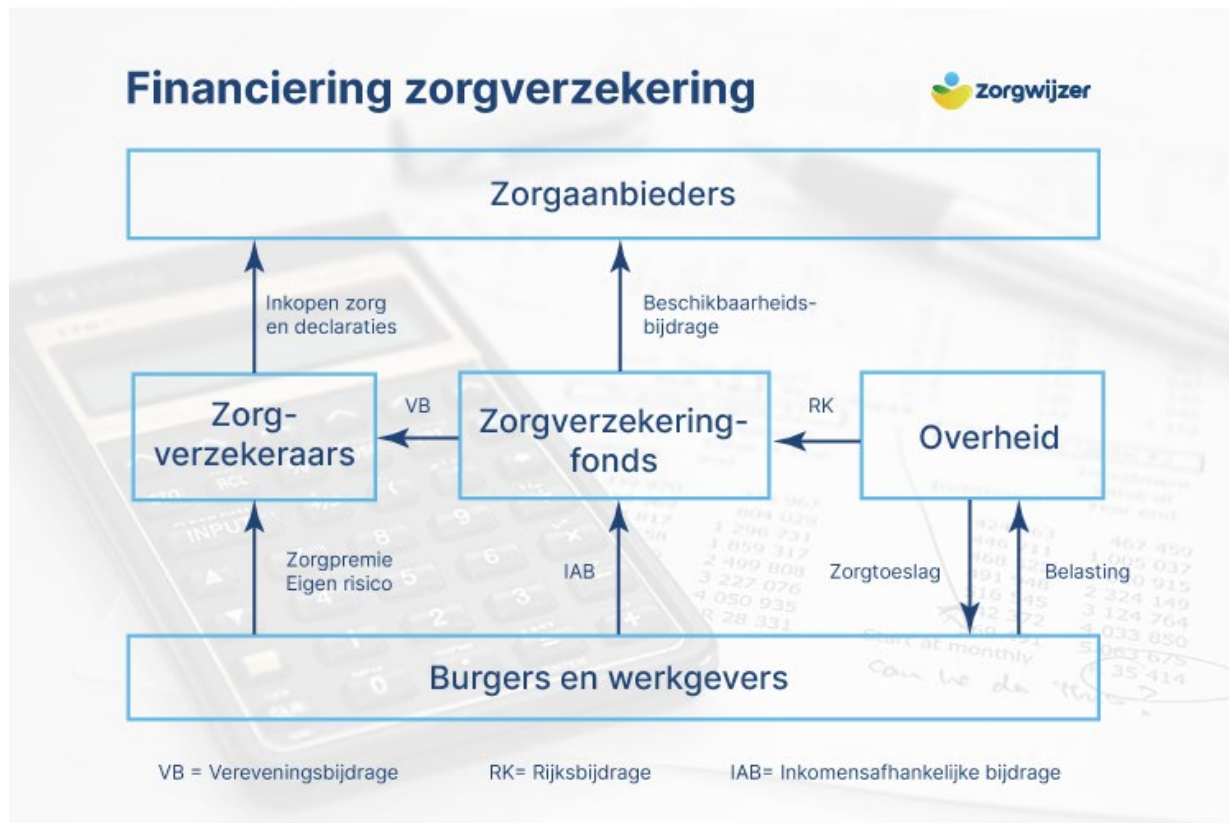 Financiering zorgverzekering
zorgwijzer
Zorgaanbieders
Inkopen zorg
en declaraties
Beschikbaarheids-
bijdrage
Zorg-
verzekeraars
VB
Zorgverzekering-
fonds
RK
Overheid
Zorgpremie
Eigen risico
IAB
Zorgtoeslag
Belasting
Burgers en werkgevers
VB = Vereveningsbijdrage
RK= Rijksbijdrage
IAB= Inkomensafhankelijke bijdrage